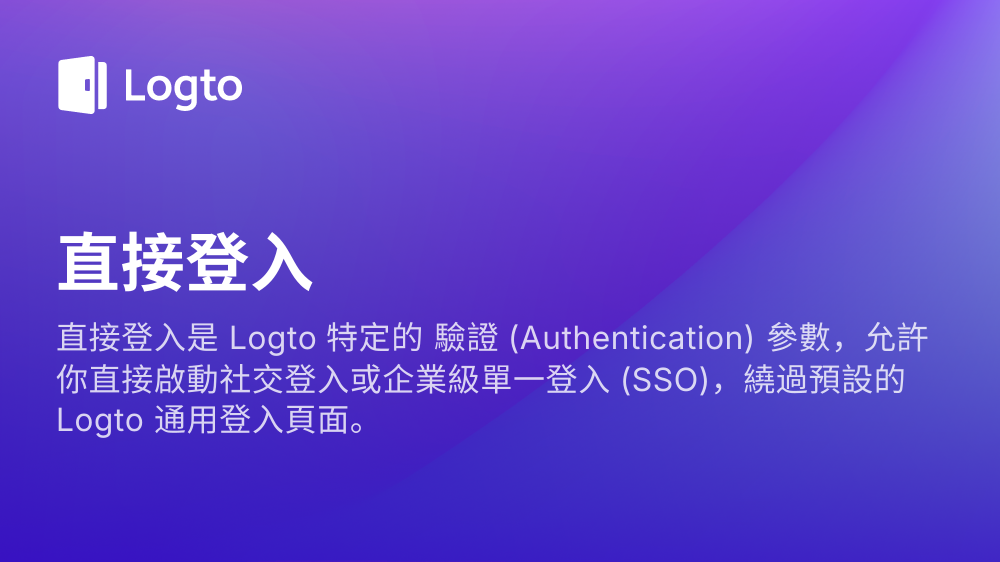 Logto
直接登入
直接登入是 Logto 特定的 驗證 (Authentication) 參數，允許
你直接啟動社交登入或企業級單一登入 (SSO)，繞過預設的
Logto 通用登入頁面。